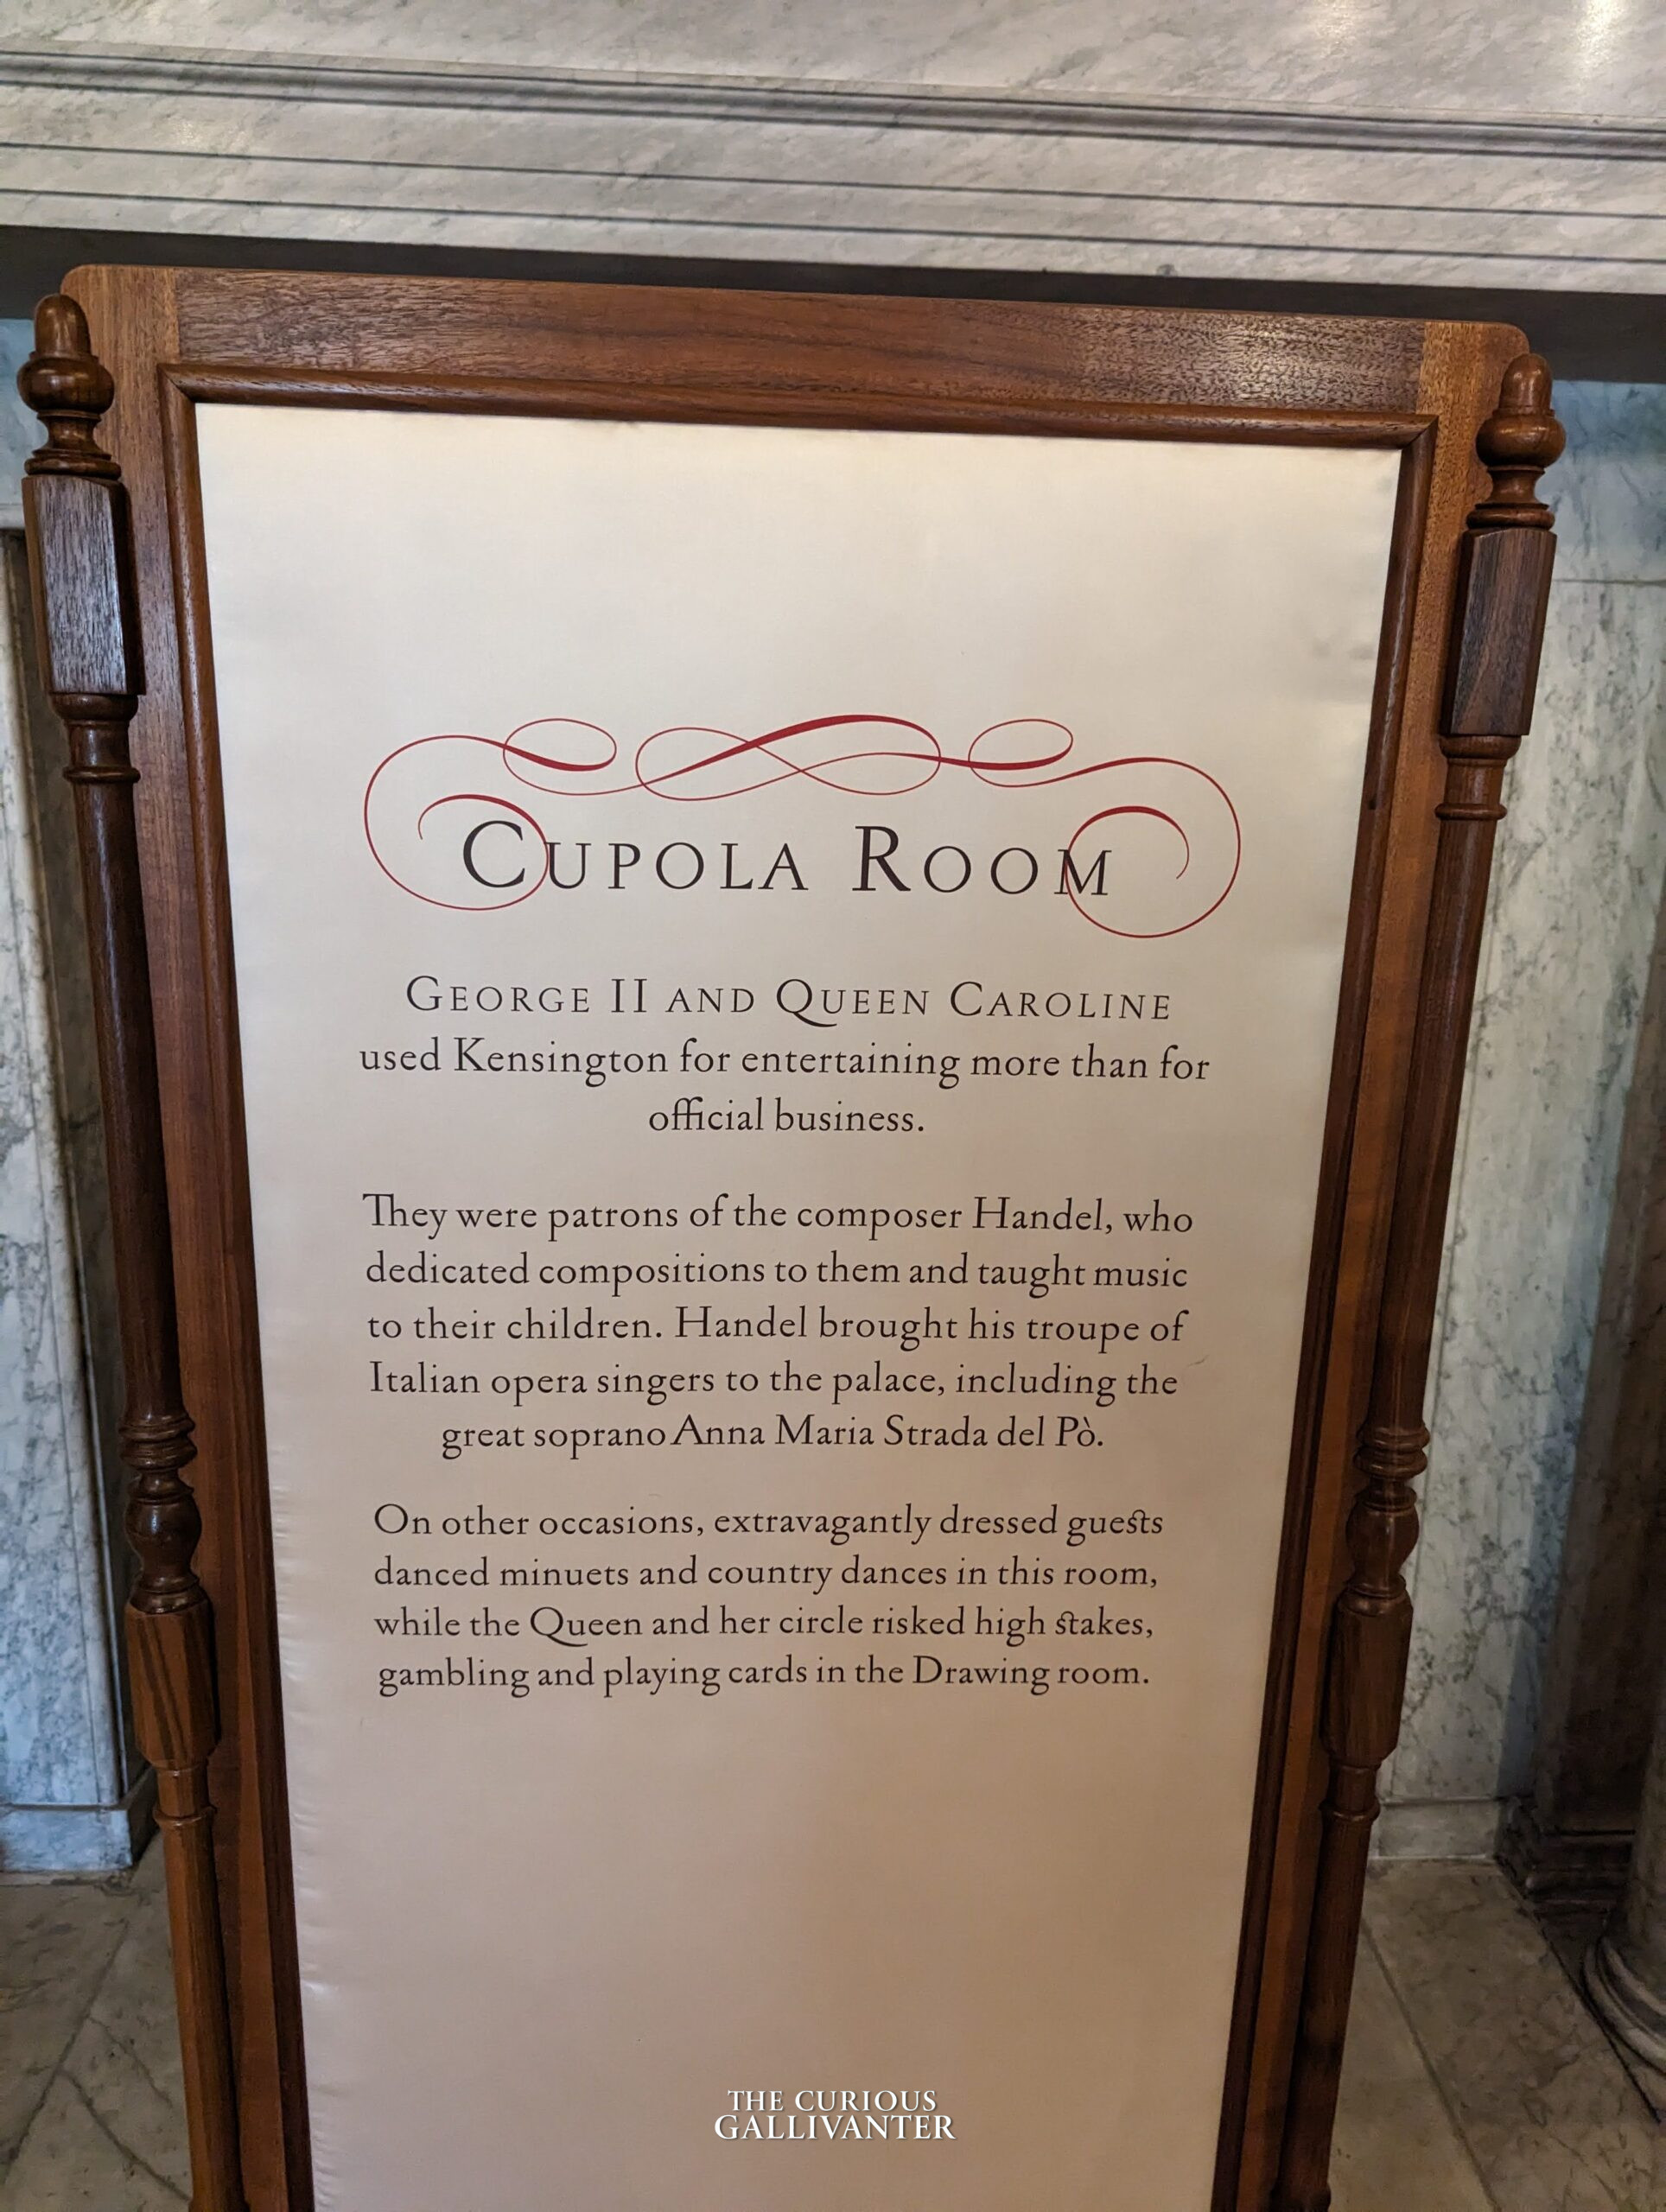 CUPOLA ROOM
GEORGE II AND QUEEN CAROLINE
used Kensington for entertaining more than for
official business.
They were patrons of the composer Handel, who
dedicated compositions to them and taught music
to their children. Handel brought his troupe of
Italian opera singers to the palace, including the
great soprano Anna Maria Strada del Pò.
On other occasions, extravagantly dressed guests
danced minuets and country dances in this room,
while the Queen and her circle risked high stakes,
gambling and playing cards in the Drawing room.
THE CURIOUS
GALLIVANTER